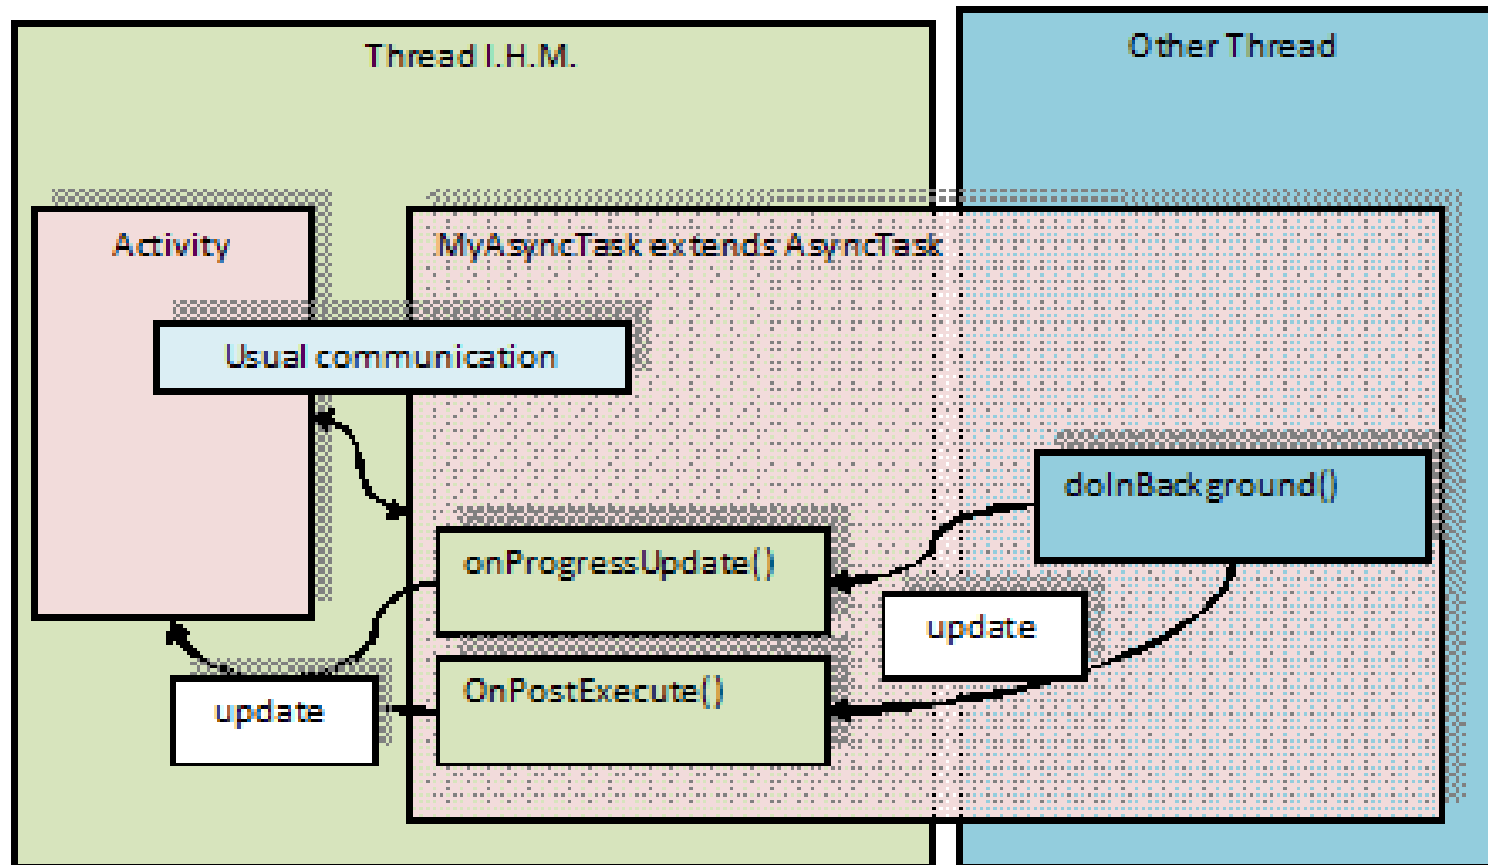 Thread I.H.M.
Other Thread
Activity
MyAsyncTask extends AsyncTask
Usual communication
doInBackground()
onProgressUpdate()
update
OnPostExecute()
update